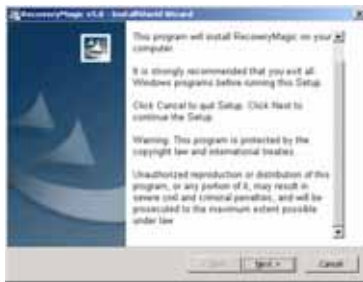 RecoveryMagic v5.0 - InstallShield Wizard
This program will install RecoveryMagic on your
computer.
It is strongly recommended that you exit all
Windows programs before running this Setup.
Click Cancel to quit Setup. Click Next to
continue the Setup.
Warning: This program is protected by the
copyright law and international treaties.
Unauthorized reproduction or distribution of this
program, or any portion of it, may result in
severe civil and criminal penalties, and will be
prosecuted to the maximum extent possible
under law
Next >
Cancel